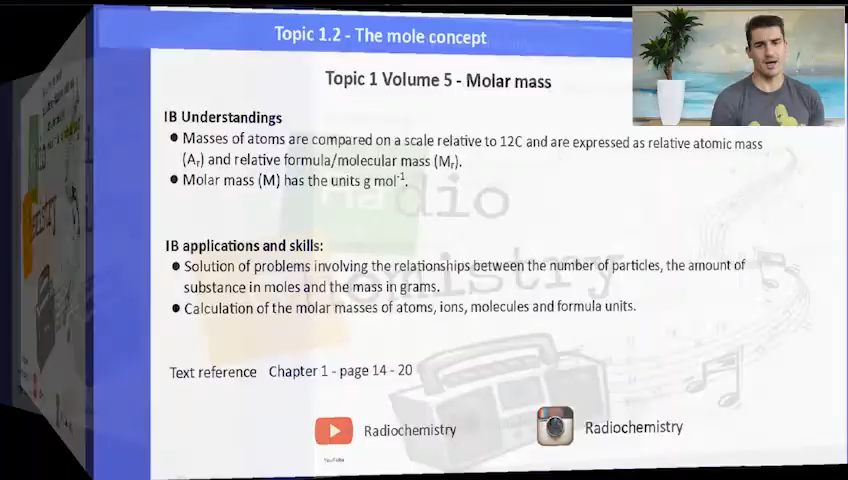 Topic 1.2 - The mole concept
Topic 1 Volume 5 - Molar mass
IB Understandings
● Masses of atoms are compared on a scale relative to 12C and are expressed as relative atomic mass
(Ar) and relative formula/molecular mass (Mr).
● Molar mass (M) has the units g mol-1.
IB applications and skills:
● Solution of problems involving the relationships between the number of particles, the amount of
substance in moles and the mass in grams.
● Calculation of the molar masses of atoms, ions, molecules and formula units.
Text reference Chapter 1 - page 14 - 20
Radiochemistry
Radiochemistry
YouTube
dio
emistry